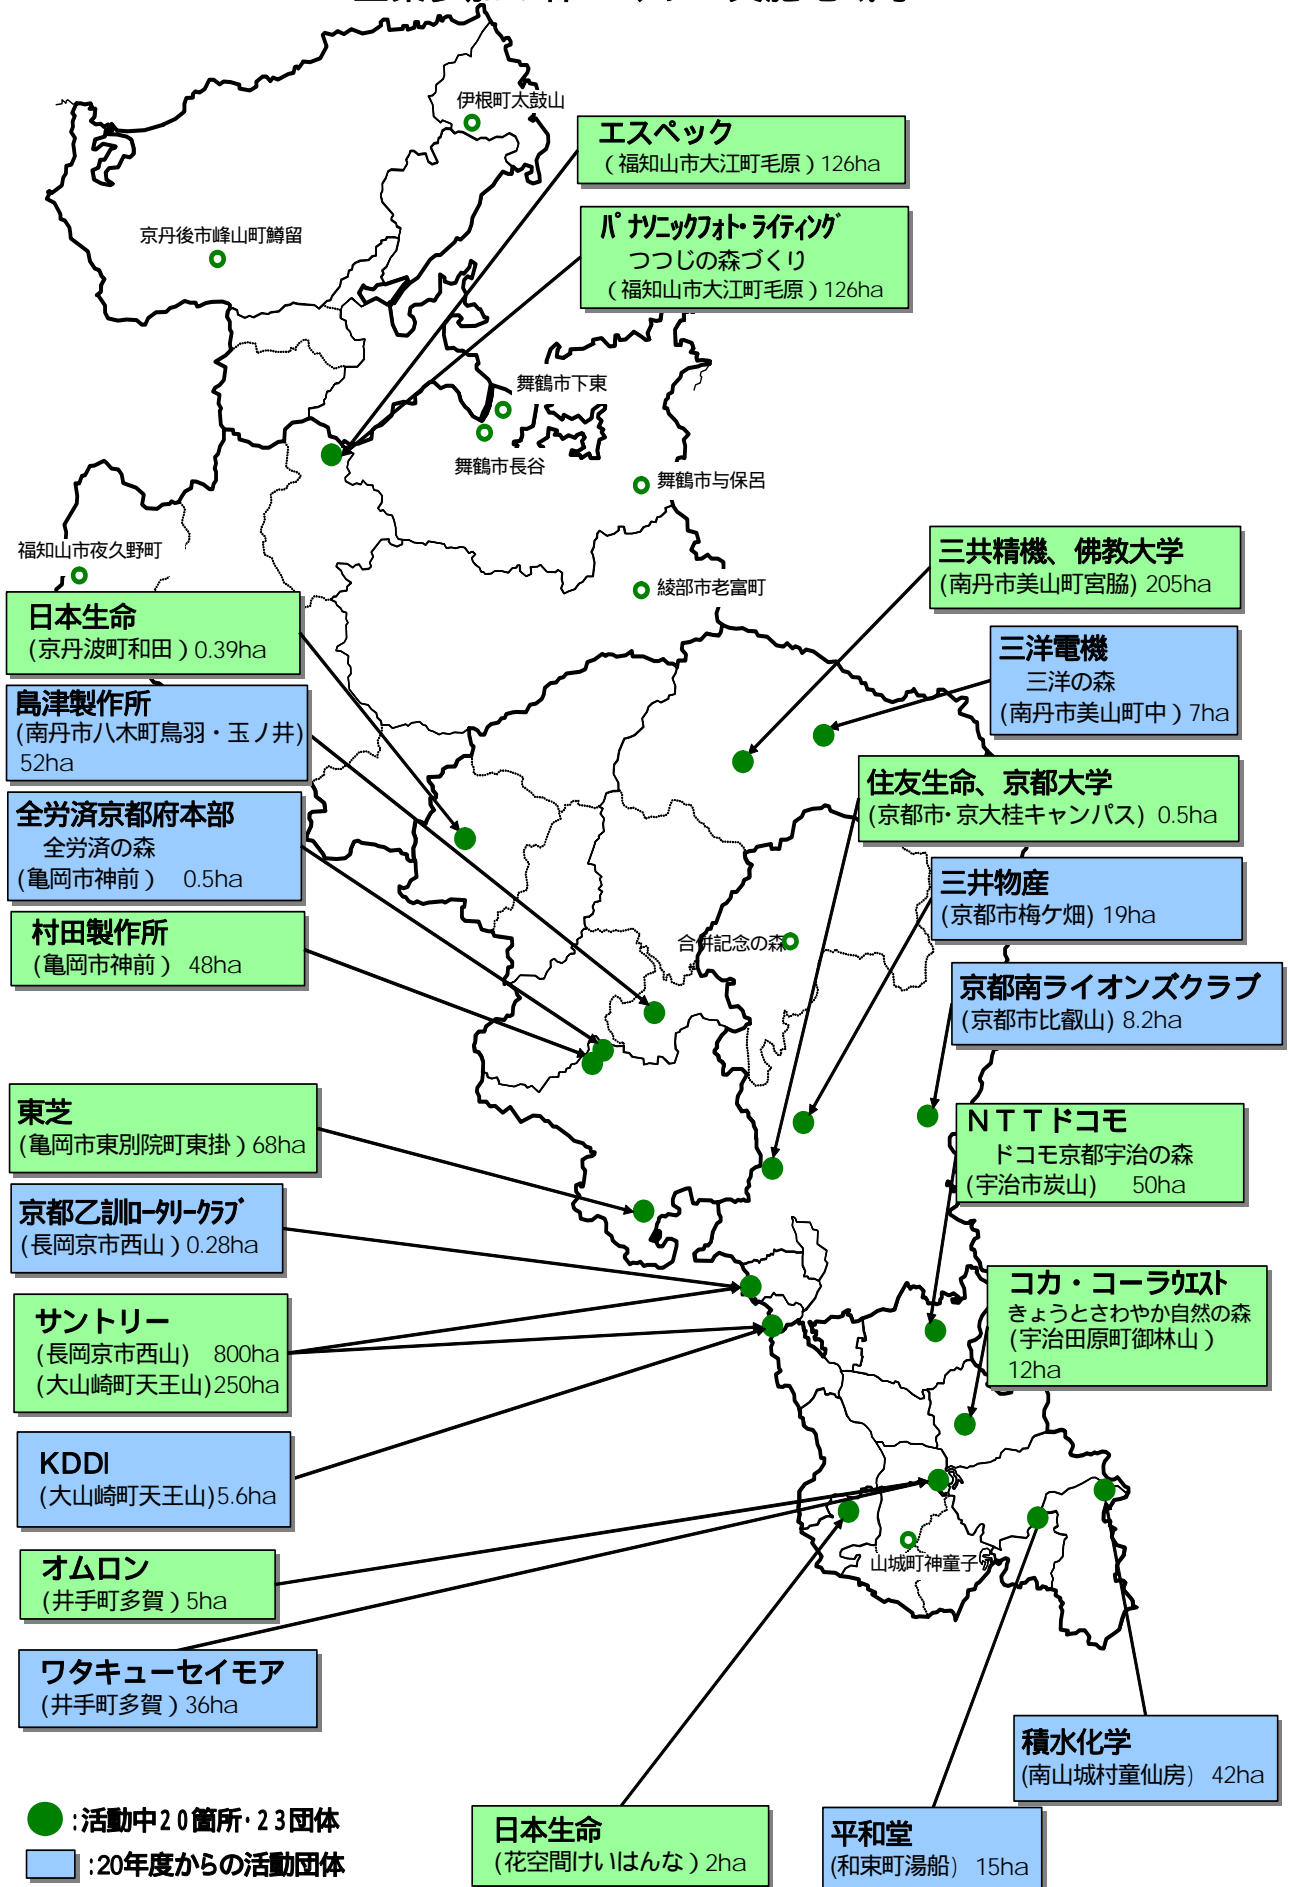 伊根町太鼓山
エスペック
(福知山市大江町毛原)126ha
パナソニックフォト・ライティング
つつじの森づくり
(福知山市大江町毛原)126ha
京丹後市峰山町鱒留
舞鶴市下東
舞鶴市長谷
舞鶴市与保呂
福知山市夜久野町
綾部市老富町
三共精機、佛教大学
(南丹市美山町宮脇) 205ha
日本生命
(京丹波町和田)0.39ha
三洋電機
三洋の森
(南丹市美山町中)7ha
島津製作所
(南丹市八木町鳥羽・玉ノ井)
52ha
住友生命、京都大学
(京都市・京大桂キャンパス) 0.5ha
全労済京都府本部
全労済の森
(亀岡市神前) 0.5ha
三井物産
(京都市梅ケ畑) 19ha
村田製作所
(亀岡市神前) 48ha
合併記念の森
京都南ライオンズクラブ
(京都市比叡山) 8.2ha
東芝
(亀岡市東別院町東掛)68ha
NTTドコモ
ドコモ京都宇治の森
(宇治市炭山) 50ha
京都乙訓ロータリークラブ
(長岡京市西山)0.28ha
コカ・コーラウエスト
きょうとさわやか自然の森
(宇治田原町御林山)
12ha
サントリー
(長岡京市西山) 800ha
(大山崎町天王山)250ha
KDDI
(大山崎町天王山)5.6ha
オムロン
(井手町多賀)5ha
山城町神童子
ワタキューセイモア
(井手町多賀)36ha
積水化学
(南山城村童仙房) 42ha
日本生命
(花空間けいはんな)2ha
平和堂
(和束町湯船) 15ha
:活動中20箇所・23団体
:20年度からの活動団体